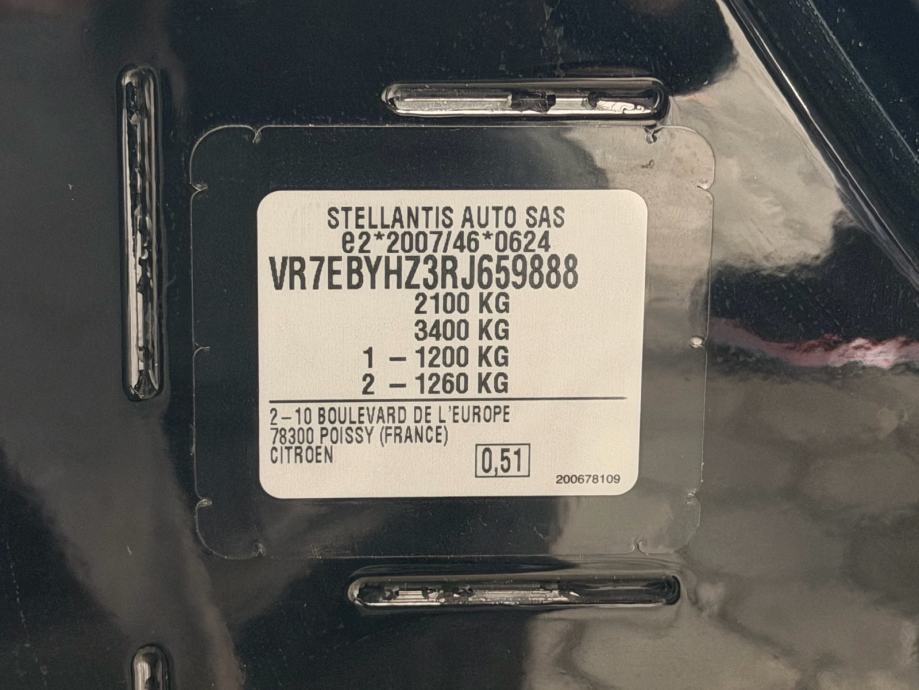 STELLANTIS AUTO SAS
e2*2007/46*0624
VR7EBYHZ3RJ659888
2100 KG
3400 KG
1 – 1200 KG
2 – 1260 KG
2–10 BOULEVARD DE L'EUROPE
78300 POISSY (FRANCE)
CITROEN
0,51
200678109